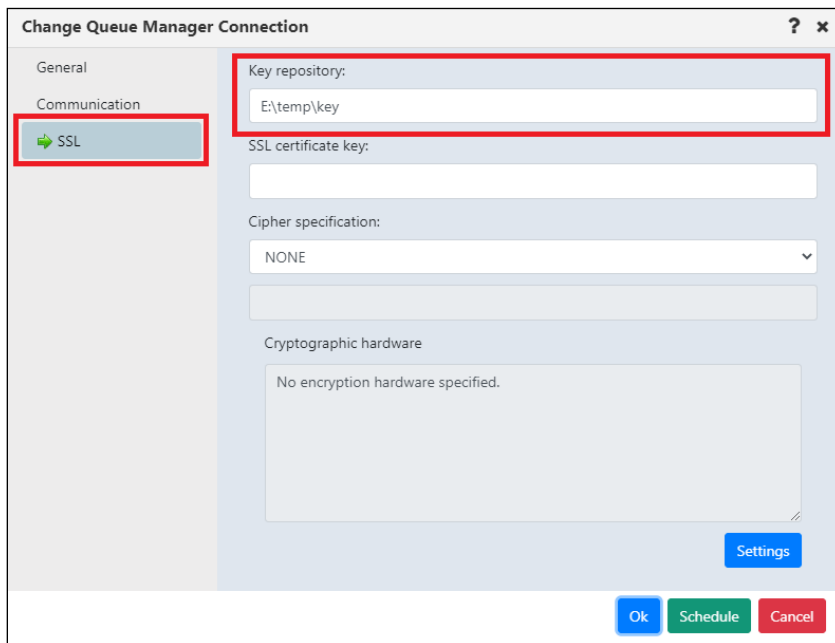 Change Queue Manager Connection ? ×
General
Communication
SSL
Key repository:
E:\temp\key
SSL certificate key:
Cipher specification:
NONE
Cryptographic hardware
No encryption hardware specified.
Settings
Ok Schedule Cancel